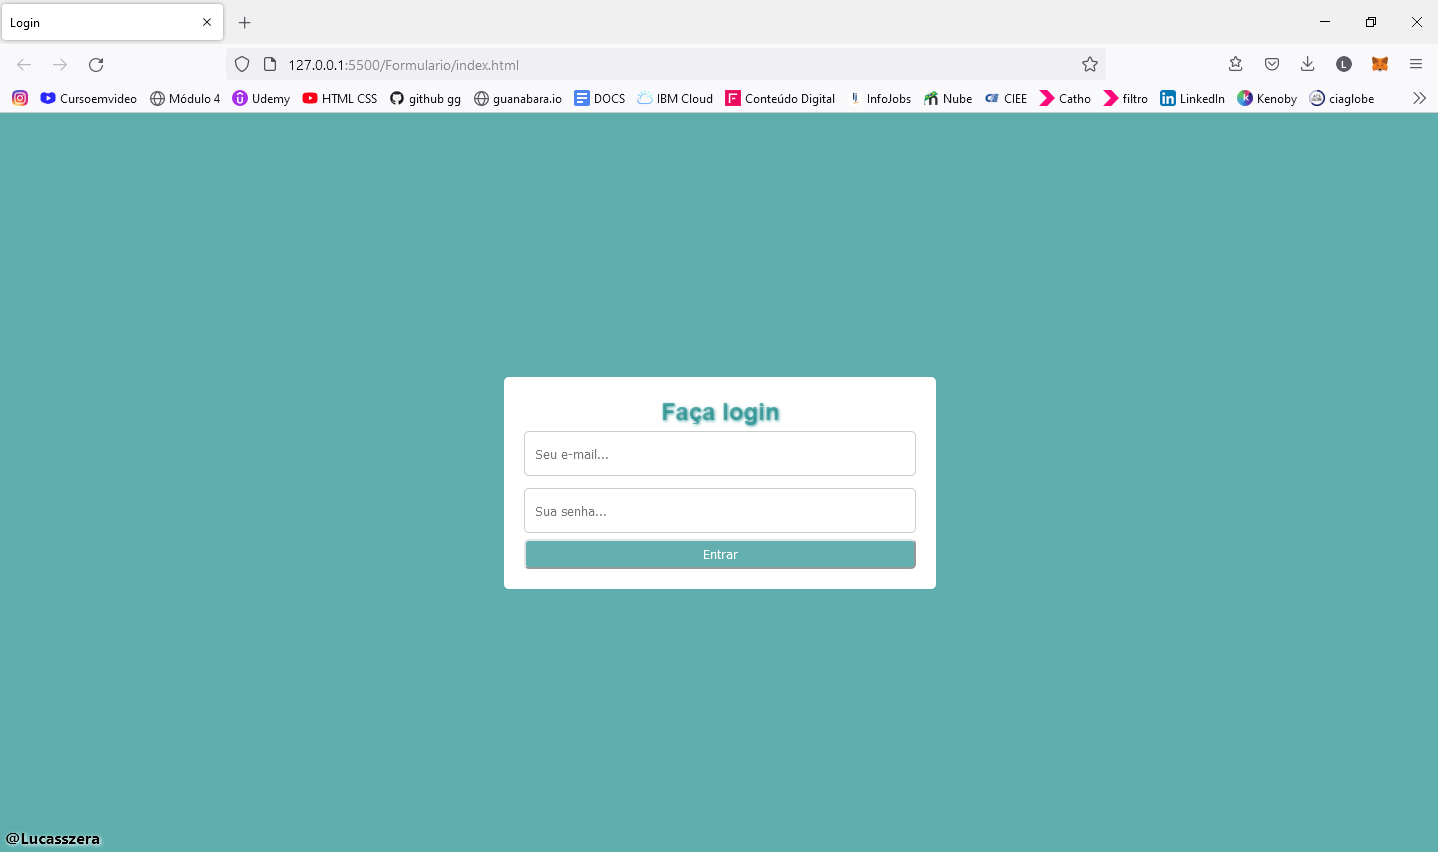 Login
127.0.0.1:5500/Formulario/index.html
L
Cursoemvideo Módulo 4 Udemy HTML CSS github gg guanabara.io DOCS IBM Cloud Conteúdo Digital InfoJobs Nube CIEE Catho filtro LinkedIn Kenoby ciaglobe
Faça login
Seu e-mail...
Sua senha...
Entrar
@Lucasszera